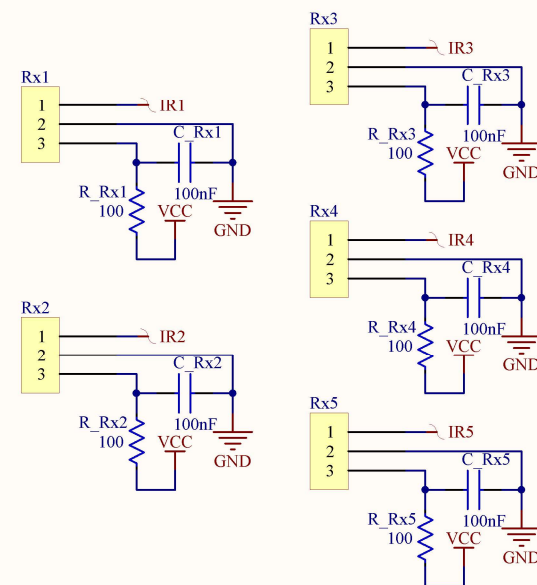 Rx1
1
IR1
2
C_Rx1
3
R_Rx1
100nF
100
VCC
GND
Rx2
1
IR2
2
C_Rx2
3
R_Rx2
100nF
100
VCC
GND
Rx3
1
IR3
2
C_Rx3
3
R_Rx3
100nF
100
VCC
GND
Rx4
1
IR4
2
C_Rx4
3
R_Rx4
100nF
100
VCC
GND
Rx5
1
IR5
2
C_Rx5
3
R_Rx5
100nF
100
VCC
GND